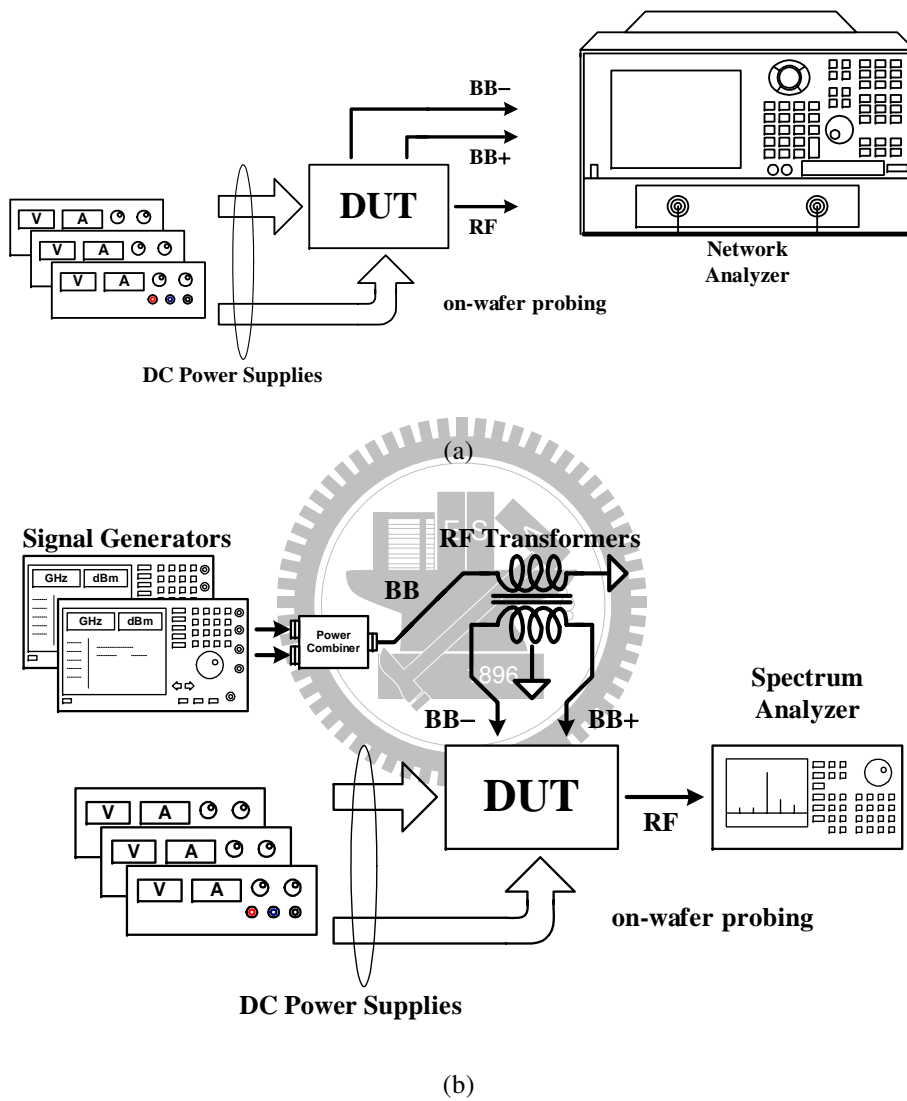 BB−
BB+
DUT
RF
V A
V A
V A
Network
Analyzer
on-wafer probing
DC Power Supplies
(a)
Signal Generators
RF Transformers
GHz dBm
GHz dBm
BB
Power
Combiner
E S
896
BB− BB+
Spectrum
Analyzer
DUT
RF
V A
V A
V A
on-wafer probing
DC Power Supplies
(b)